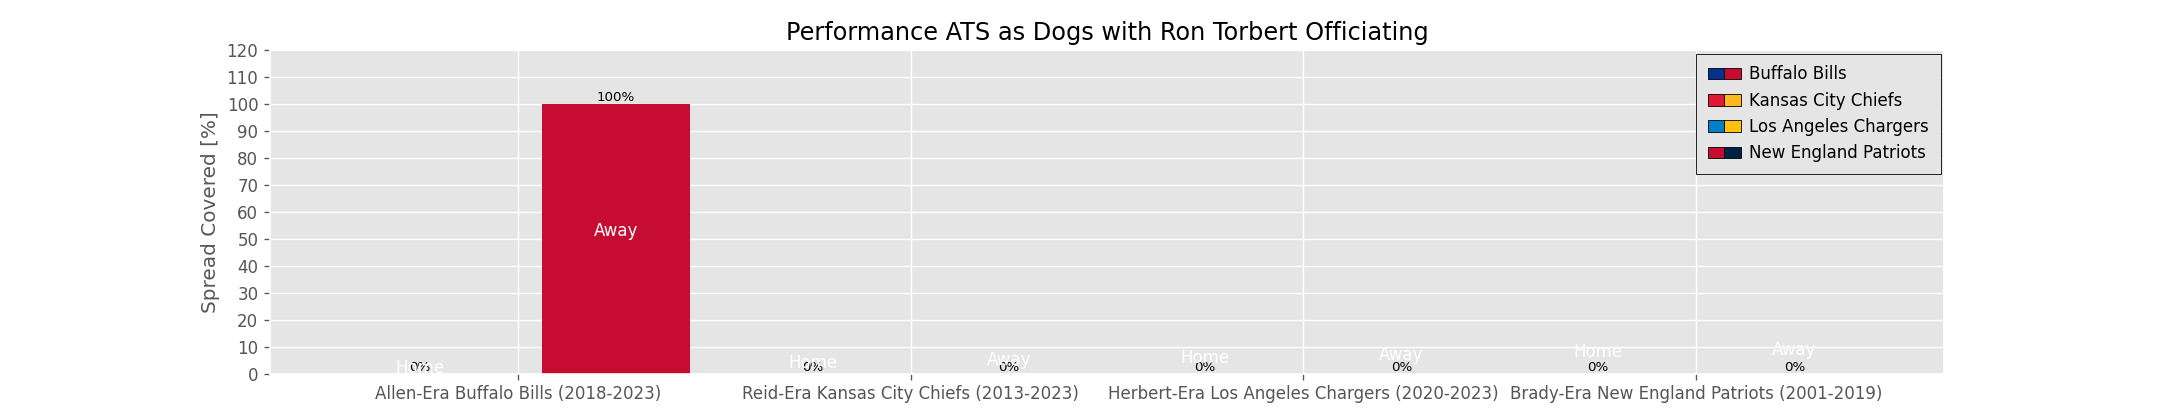 Performance ATS as Dogs with Ron Torbert Officiating
Spread Covered [%]
120
110
100
90
80
70
60
50
40
30
20
10
0
Buffalo Bills
Kansas City Chiefs
Los Angeles Chargers
New England Patriots
100%
Away
Home
0%
Home
0%
Away
0%
Home
0%
Away
0%
Home
0%
Away
0%
Allen-Era Buffalo Bills (2018-2023)
Reid-Era Kansas City Chiefs (2013-2023)
Herbert-Era Los Angeles Chargers (2020-2023)
Brady-Era New England Patriots (2001-2019)